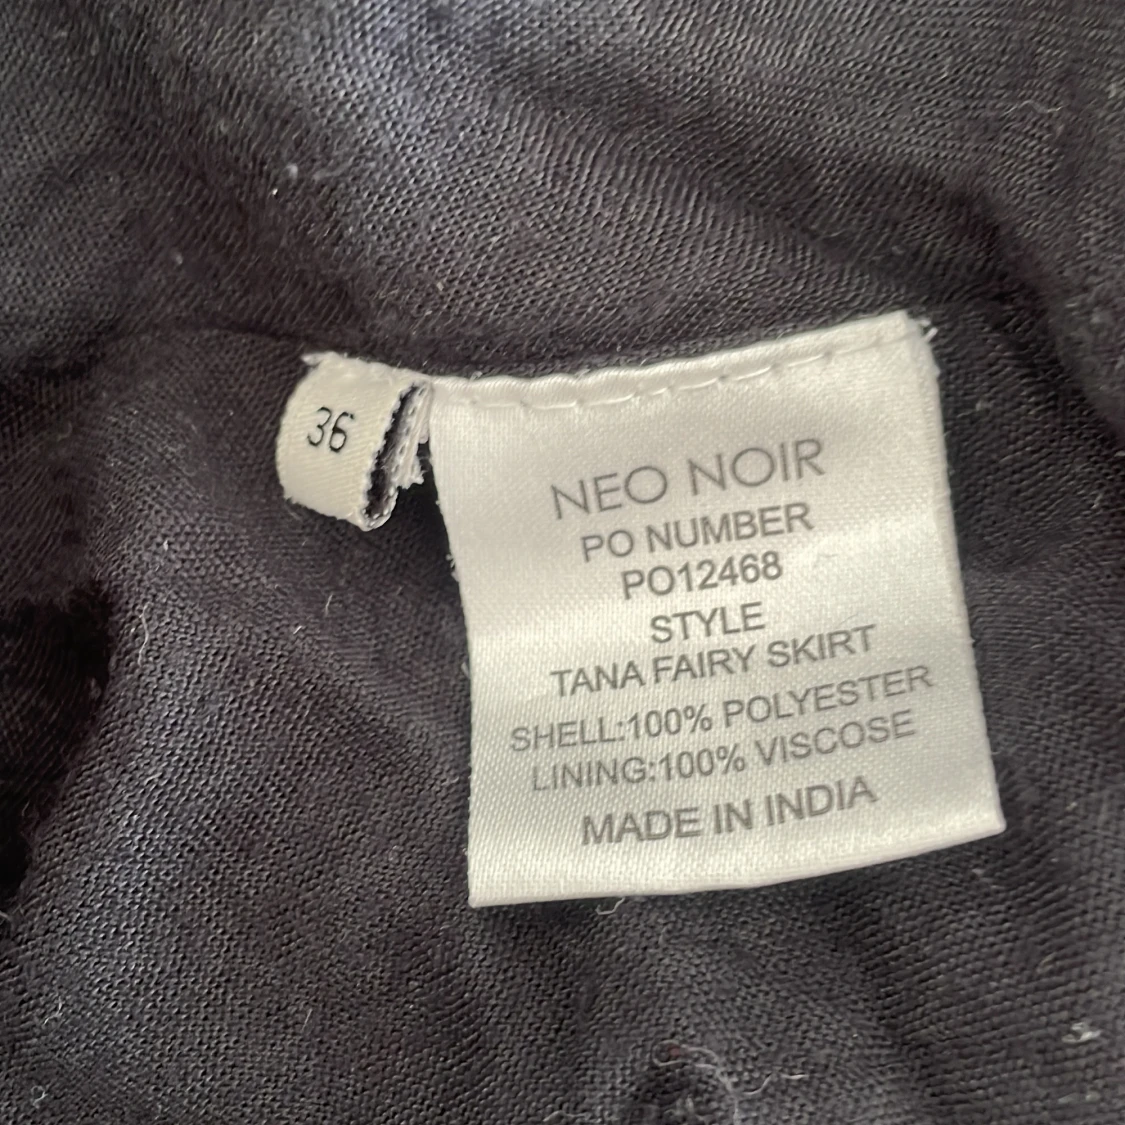 36
NEO NOIR
PO NUMBER
PO12468
STYLE
TANA FAIRY SKIRT
SHELL:100% POLYESTER
LINING:100% VISCOSE
MADE IN INDIA